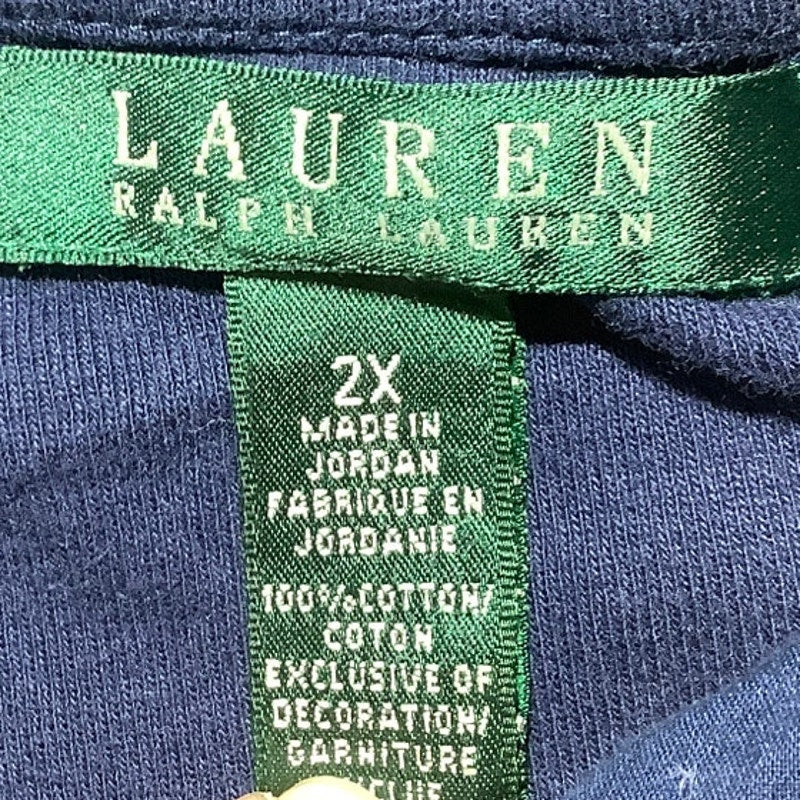 LAUREN
RALPH LAUREN
2X
MADE IN
JORDAN
FABRIQUE EN
JORDANIE
100% COTTON/
COTON
EXCLUSIVE OF
DECORATION/
GARNITURE